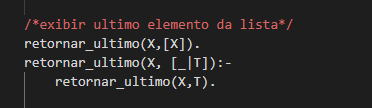 /*exibir ultimo elemento da lista*/
retornar_ultimo(X,[X]).
retornar_ultimo(X, [_|T]):-
    retornar_ultimo(X,T).